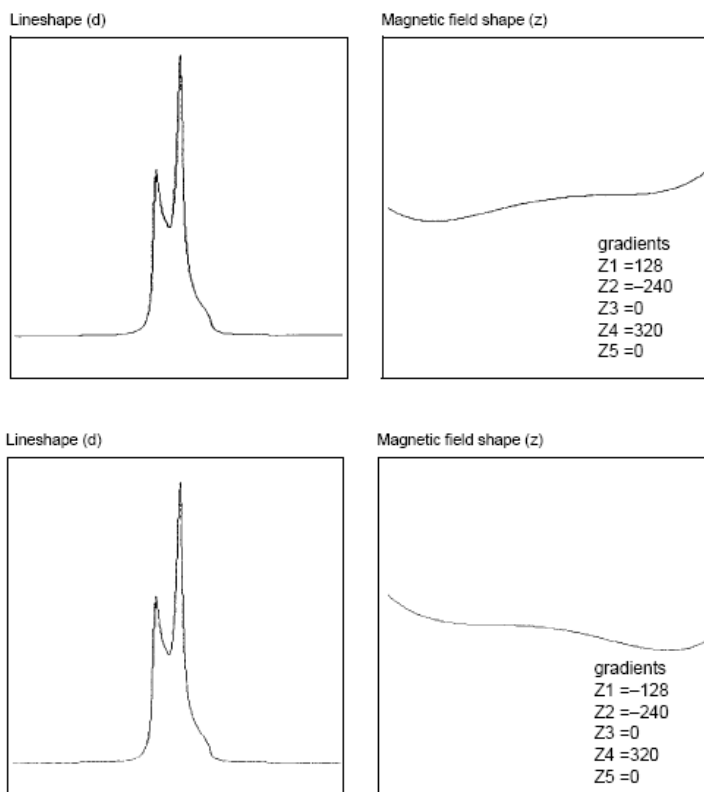 Lineshape (d)
Magnetic field shape (z)
gradients
Z1 =128
Z2 =–240
Z3 =0
Z4 =320
Z5 =0
Lineshape (d)
Magnetic field shape (z)
gradients
Z1 =–128
Z2 =–240
Z3 =0
Z4 =320
Z5 =0